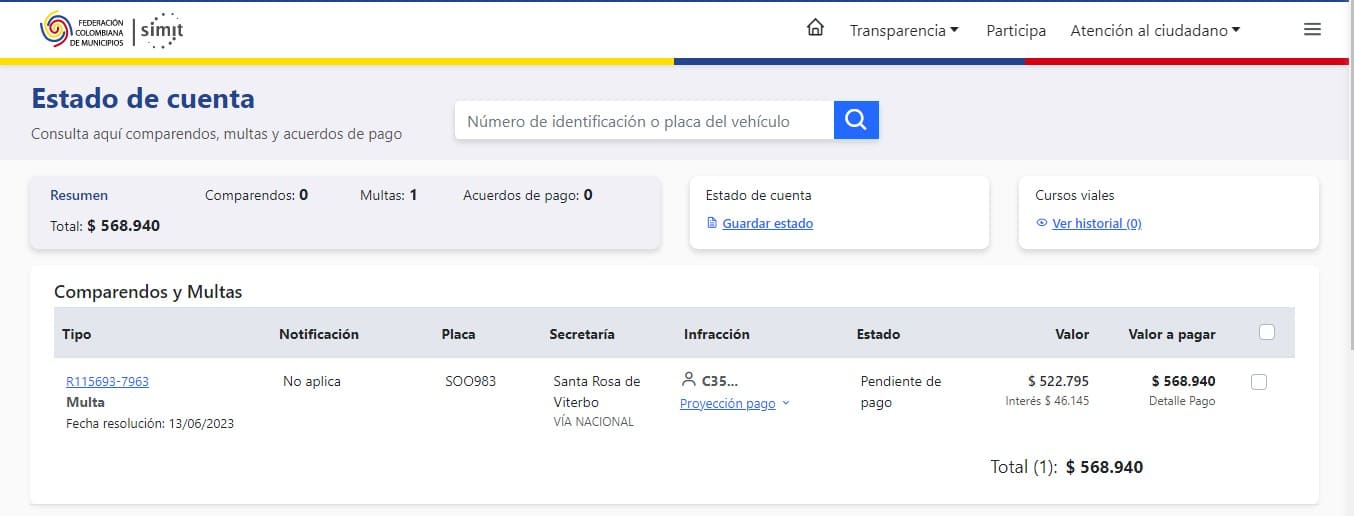 FEDERACIÓN
COLOMBIANA
DE MUNICIPIOS
simit
Transparencia
Participa
Atención al ciudadano
Estado de cuenta
Consulta aquí comparendos, multas y acuerdos de pago
Número de identificación o placa del vehículo
Resumen Comparendos: 0 Multas: 1 Acuerdos de pago: 0
Total: $ 568.940
Estado de cuenta
Guardar estado
Cursos viales
Ver historial (0)
Comparendos y Multas
Tipo Notificación Placa Secretaría Infracción Estado Valor Valor a pagar
R115693-7963
Multa
Fecha resolución: 13/06/2023
No aplica
SOO983
Santa Rosa de
Viterbo
VÍA NACIONAL
C35...
Proyección pago
Pendiente de
pago
$ 522.795
Interés $ 46.145
$ 568.940
Detalle Pago
Total (1): $ 568.940